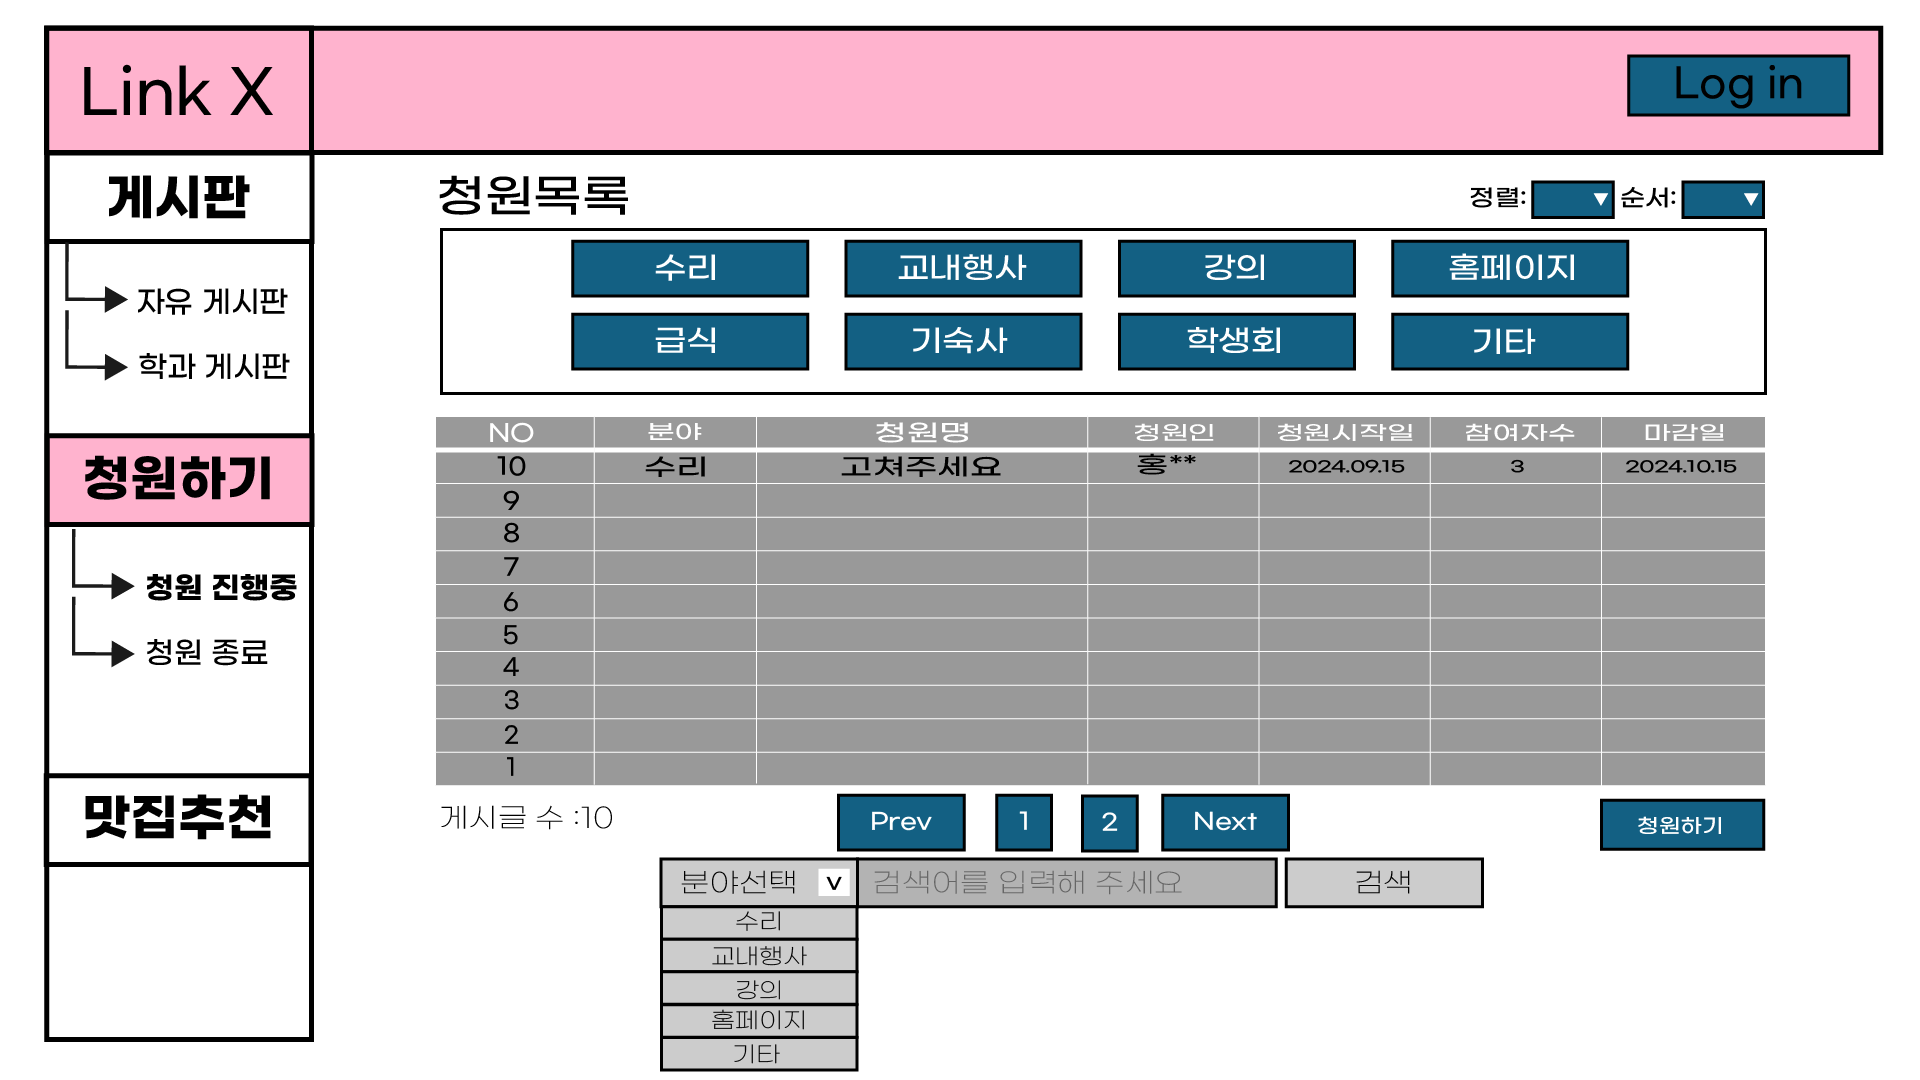 Link X
Log in
게시판
자유 게시판
학과 게시판
청원하기
청원 진행중
청원 종료
맛집추천
청원목록
정렬: ▼ 순서: ▼
수리 교내행사 강의 홈페이지
급식 기숙사 학생회 기타
NO 분야 청원명 청원인 청원시작일 참여자수 마감일
10 수리 고쳐주세요 홍** 2024.09.15 3 2024.10.15
9
8
7
6
5
4
3
2
1
게시글 수 :10
Prev 1 2 Next
청원하기
분야선택 v 검색어를 입력해 주세요 검색
수리
교내행사
강의
홈페이지
기타